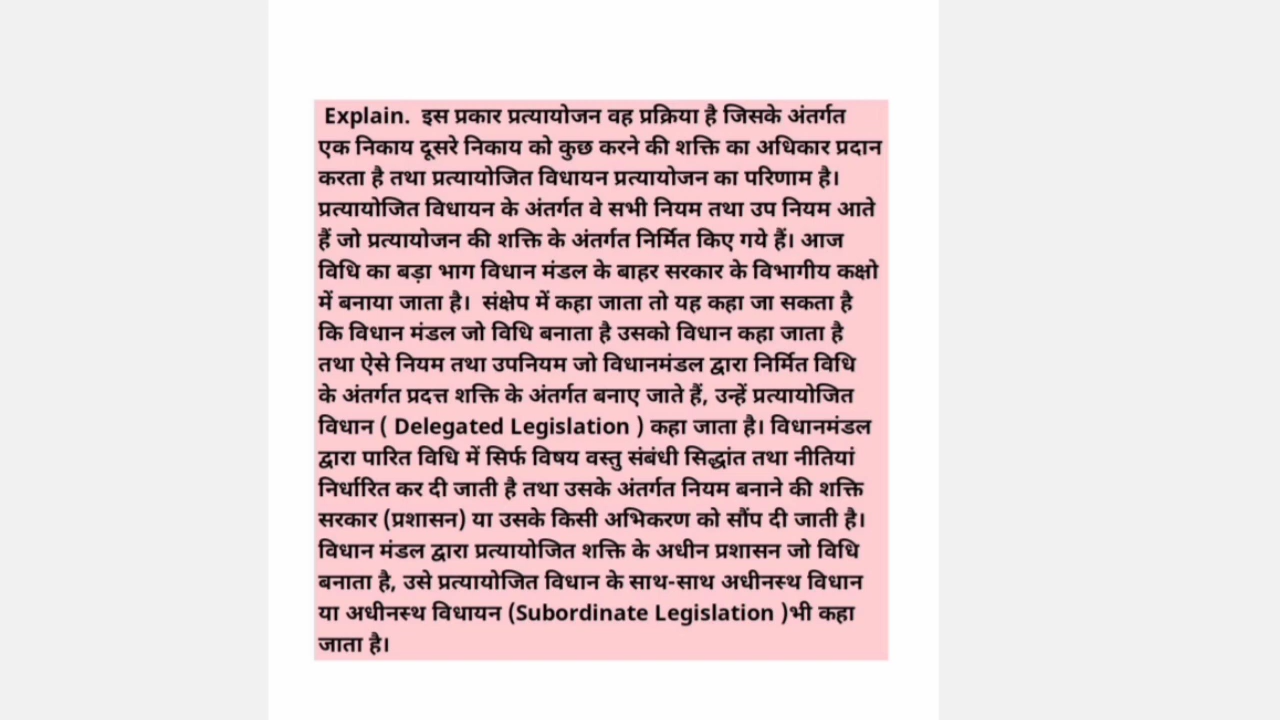 Explain. इस प्रकार प्रत्यायोजन वह प्रक्रिया है जिसके अंतर्गत
एक निकाय दूसरे निकाय को कुछ करने की शक्ति का अधिकार प्रदान
करता है तथा प्रत्यायोजित विधायन प्रत्यायोजन का परिणाम है।
प्रत्यायोजित विधायन के अंतर्गत वे सभी नियम तथा उप नियम आते
हैं जो प्रत्यायोजन की शक्ति के अंतर्गत निर्मित किए गये हैं। आज
विधि का बड़ा भाग विधान मंडल के बाहर सरकार के विभागीय कक्षो
में बनाया जाता है। संक्षेप में कहा जाता तो यह कहा जा सकता है
कि विधान मंडल जो विधि बनाता है उसको विधान कहा जाता है
तथा ऐसे नियम तथा उपनियम जो विधानमंडल द्वारा निर्मित विधि
के अंतर्गत प्रदत्त शक्ति के अंतर्गत बनाए जाते हैं, उन्हें प्रत्यायोजित
विधान ( Delegated Legislation ) कहा जाता है। विधानमंडल
द्वारा पारित विधि में सिर्फ विषय वस्तु संबंधी सिद्धांत तथा नीतियां
निर्धारित कर दी जाती है तथा उसके अंतर्गत नियम बनाने की शक्ति
सरकार (प्रशासन) या उसके किसी अभिकरण को सौंप दी जाती है।
विधान मंडल द्वारा प्रत्यायोजित शक्ति के अधीन प्रशासन जो विधि
बनाता है, उसे प्रत्यायोजित विधान के साथ-साथ अधीनस्थ विधान
या अधीनस्थ विधायन (Subordinate Legislation )भी कहा
जाता है।